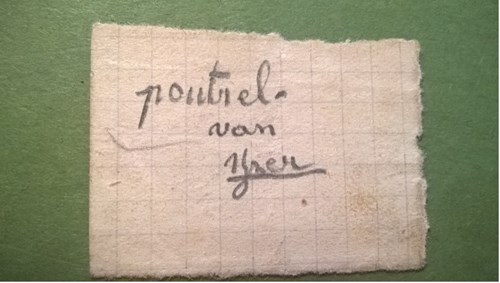 poutrel.
van
Yzer